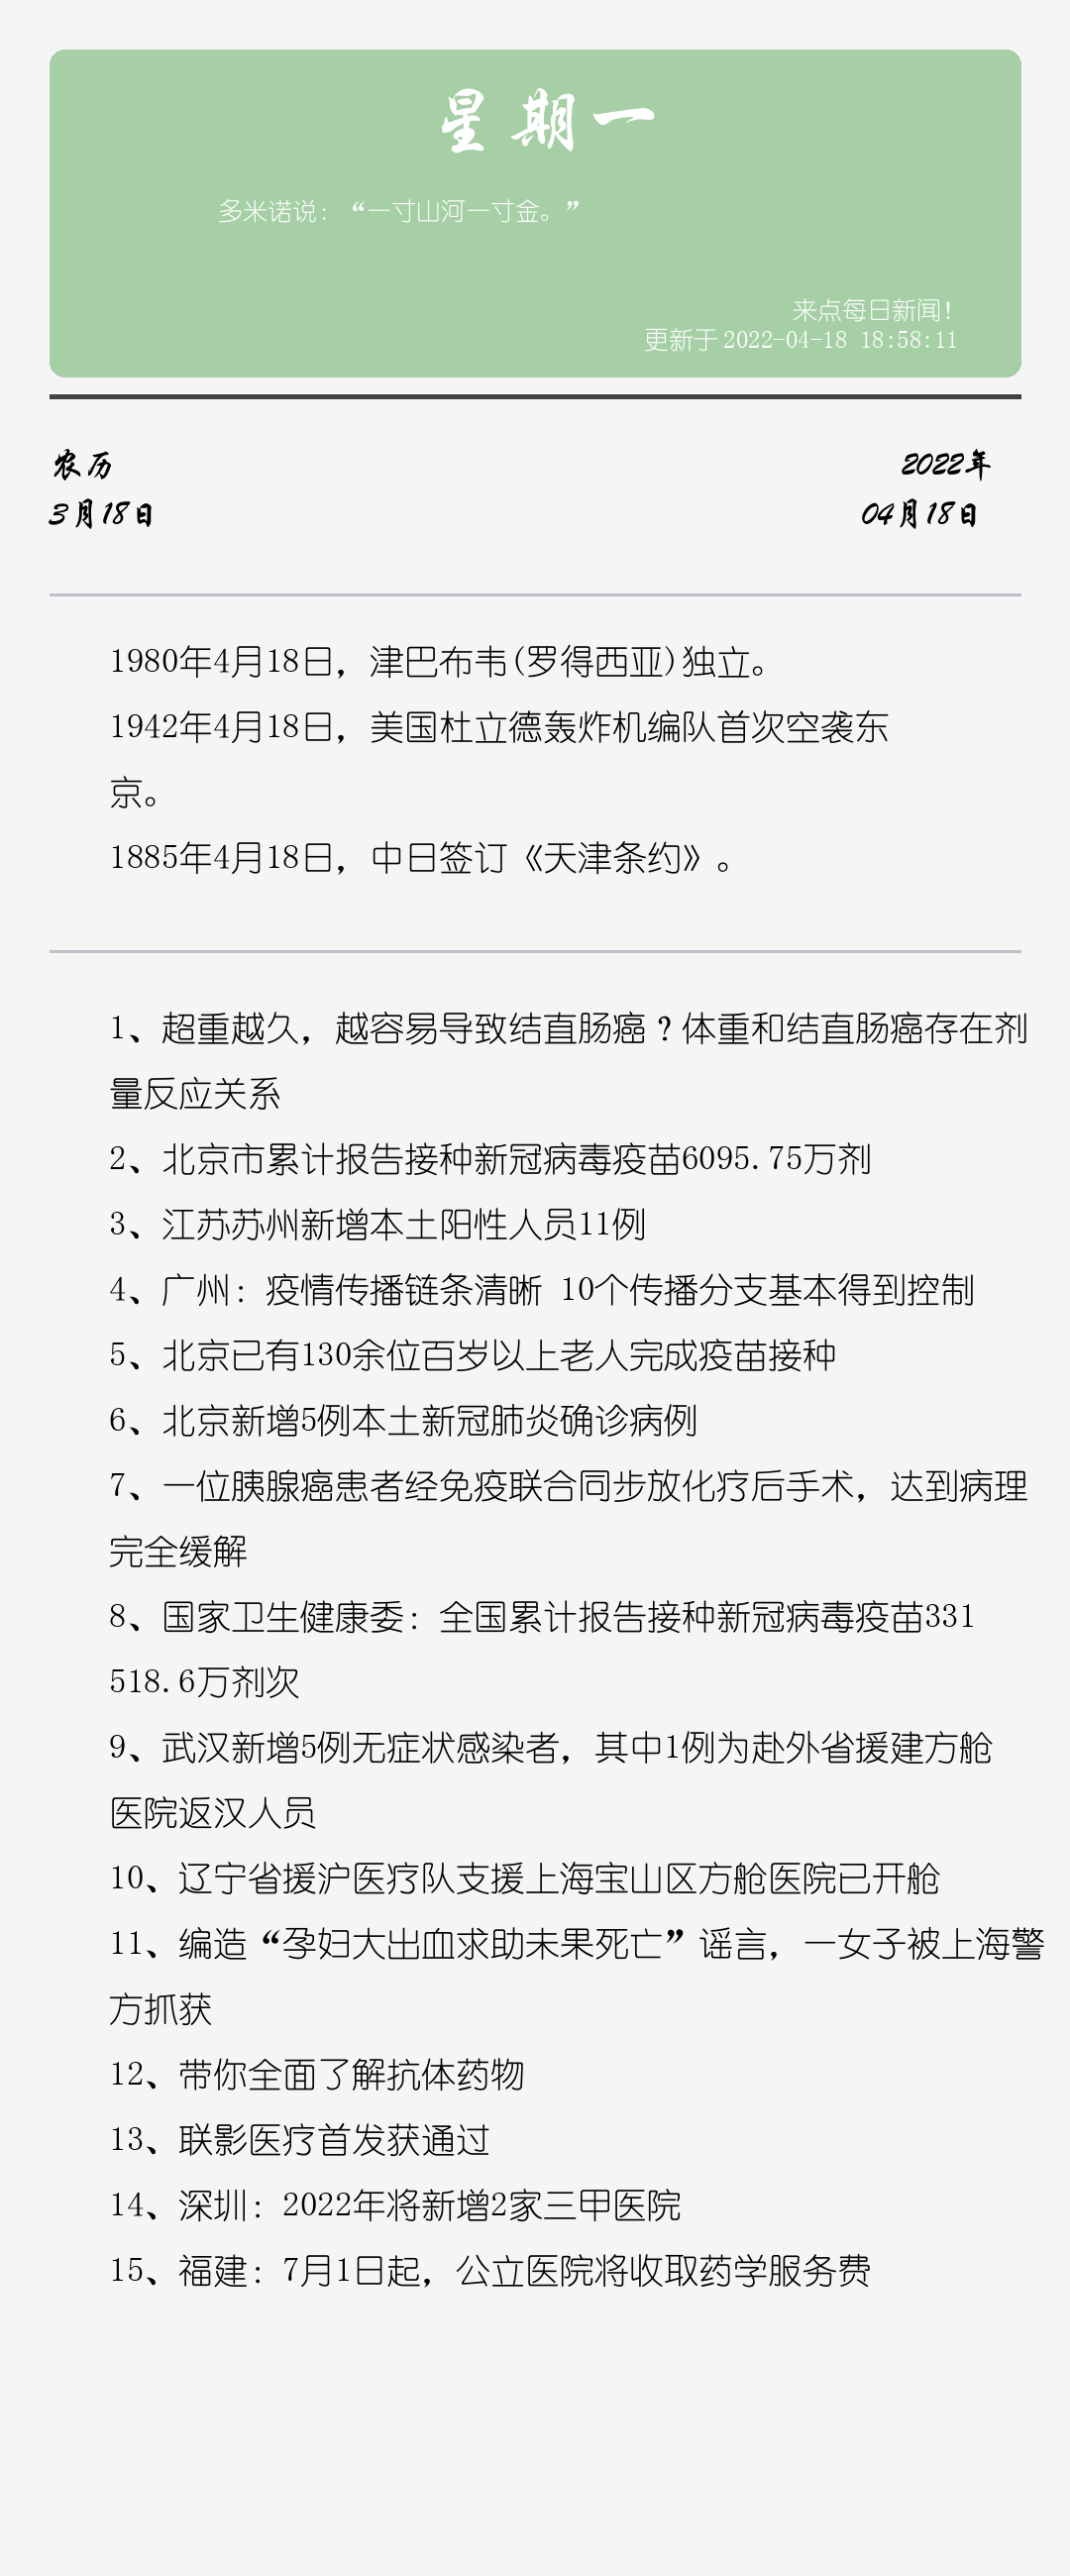 星期一
多米诺说：“一寸山河一寸金。”
来点每日新闻！
更新于 2022-04-18 18:58:11
农历
2022年
3月18日
04月18日
1980年4月18日，津巴布韦(罗得西亚)独立。
1942年4月18日，美国杜立德轰炸机编队首次空袭东
京。
1885年4月18日，中日签订《天津条约》。
1、超重越久，越容易导致结直肠癌？体重和结直肠癌存在剂
量反应关系
2、北京市累计报告接种新冠病毒疫苗6095.75万剂
3、江苏苏州新增本土阳性人员11例
4、广州：疫情传播链条清晰 10个传播分支基本得到控制
5、北京已有130余位百岁以上老人完成疫苗接种
6、北京新增5例本土新冠肺炎确诊病例
7、一位胰腺癌患者经免疫联合同步放化疗后手术，达到病理
完全缓解
8、国家卫生健康委：全国累计报告接种新冠病毒疫苗331
518.6万剂次
9、武汉新增5例无症状感染者，其中1例为赴外省援建方舱
医院返汉人员
10、辽宁省援沪医疗队支援上海宝山区方舱医院已开舱
11、编造“孕妇大出血求助未果死亡”谣言，一女子被上海警
方抓获
12、带你全面了解抗体药物
13、联影医疗首发获通过
14、深圳：2022年将新增2家三甲医院
15、福建：7月1日起，公立医院将收取药学服务费